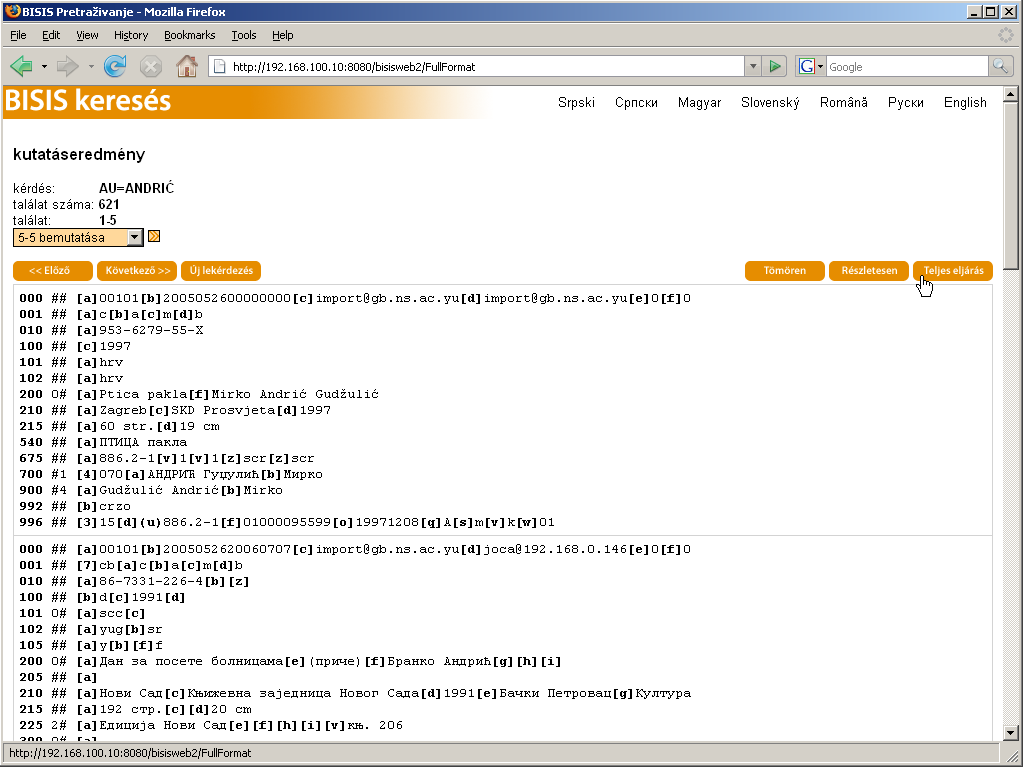 BISIS Pretraživanje - Mozilla Firefox
File Edit View History Bookmarks Tools Help
http://192.168.100.10:8080/bisisweb2/FullFormat
G Google
BISIS keresés
Srpski Српски Magyar Slovenský Română Руски English
kutatáseredmény
kérdés: AU=ANDRIĆ
találat száma: 621
találat: 1-5
5-5 bemutatása
<< Előző Következő >> Új lekérdezés Tömören Részletesen Teljes eljárás
000 ## [a]00101[b]2005052600000000[c]import@gb.ns.ac.yu[d]import@gb.ns.ac.yu[e]0[f]0
001 ## [a]c[b]a[c]m[d]b
010 ## [a]953-6279-55-X
100 ## [c]1997
101 ## [a]hrv
102 ## [a]hrv
200 0# [a]Ptica pakla[f]Mirko Andrić Gudžulić
210 ## [a]Zagreb[c]SKD Prosvjeta[d]1997
215 ## [a]60 str.[d]19 cm
540 ## [a]ПТИЦА пакла
675 ## [a]886.2-1[v]1[v]1[z]scr[z]scr
700 #1 [4]070[a]АНДРИЋ Гуџулић[b]Мирко
900 #4 [a]Gudžulić Andrić[b]Mirko
992 ## [b]crzo
996 ## [3]15[d](u)886.2-1[f]01000095599[o]19971208[q]A[s]m[v]k[w]01
000 ## [a]00101[b]2005052620060707[c]import@gb.ns.ac.yu[d]joca@192.168.0.146[e]0[f]0
001 ## [7]cb[a]c[b]a[c]m[d]b
010 ## [a]86-7331-226-4[b][z]
100 ## [b]d[c]1991[d]
101 0# [a]scc[c]
102 ## [a]yug[b]sr
105 ## [a]y[b][f]f
200 0# [a]Дан за посете болницама[e](приче)[f]Бранко Андрић[g][h][i]
205 ## [a]
210 ## [a]Нови Сад[c]Књижевна заједница Новог Сада[d]1991[e]Бачки Петровац[g]Култура
215 ## [a]192 стр.[c][d]20 cm
225 2# [a]Едиција Нови Сад[e][f][h][i][v]књ. 206
300 0# [a]
http://192.168.100.10:8080/bisisweb2/FullFormat